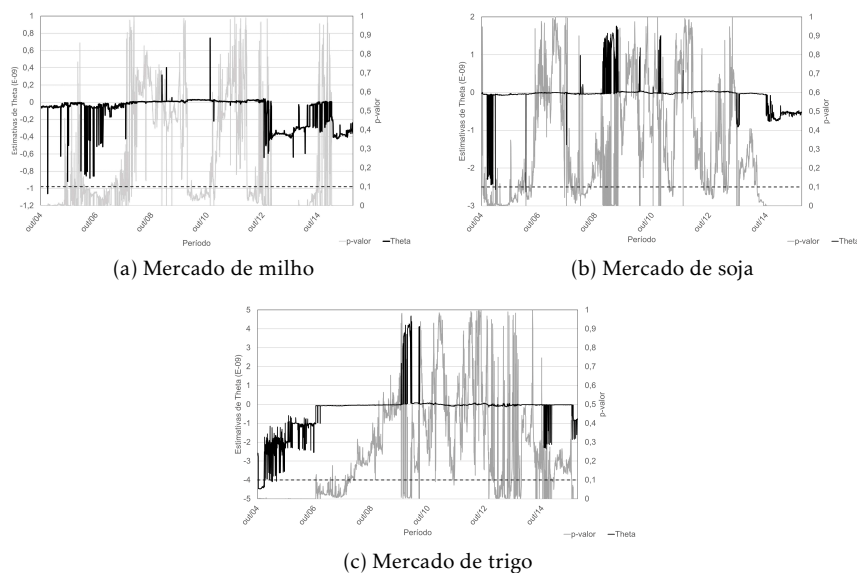 1
0,8
0,6
0,4
0,2
0
-0,2
-0,4
-0,6
-0,8
-1
-1,2
Estimativas de Theta (E-09)
1
0,9
0,8
0,7
0,6
0,5
0,4
0,3
0,2
0,1
0
p-valor
out/04
out/06
out/08
out/10
out/12
out/14
Período
p-valor Theta
(a) Mercado de milho
2
1
0
-1
-2
-3
Estimativas de Theta (E-09)
1
0,9
0,8
0,7
0,6
0,5
0,4
0,3
0,2
0,1
0
p-valor
out/04
out/06
out/08
out/10
out/12
out/14
Período
p-valor Theta
(b) Mercado de soja
5
4
3
2
1
0
-1
-2
-3
-4
-5
Estimativas de Theta (E-09)
1
0,9
0,8
0,7
0,6
0,5
0,4
0,3
0,2
0,1
0
p-valor
out/04
out/06
out/08
out/10
out/12
out/14
Período
p-valor Theta
(c) Mercado de trigo